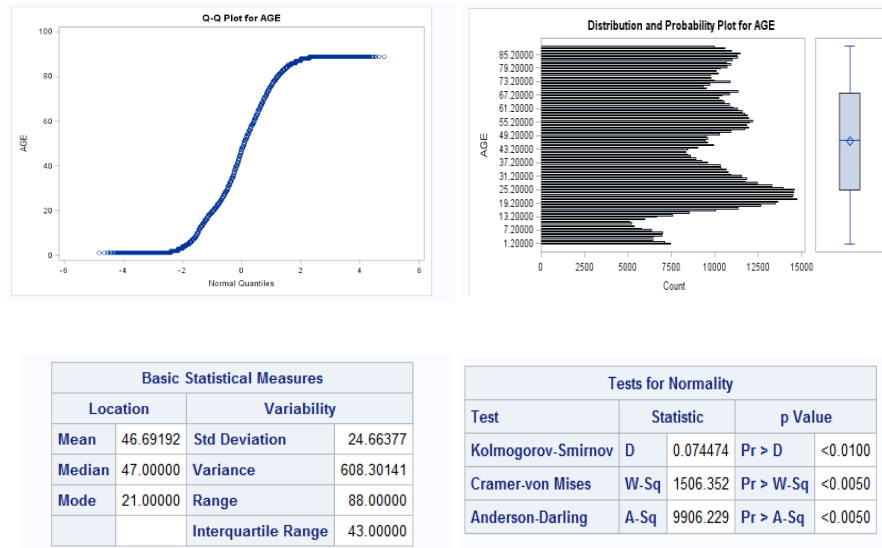 Q-Q Plot for AGE
100
80
60
40
20
0
AGE
-6 -4 -2 0 2 4 6
Normal Quantiles
Distribution and Probability Plot for AGE
85.20000
79.20000
73.20000
67.20000
61.20000
55.20000
49.20000
43.20000
37.20000
31.20000
25.20000
19.20000
13.20000
7.20000
1.20000
AGE
0 2500 5000 7500 10000 12500 15000
Count
Basic Statistical Measures
Location Variability
Mean 46.69192 Std Deviation 24.66377
Median 47.00000 Variance 608.30141
Mode 21.00000 Range 88.00000
Interquartile Range 43.00000
Tests for Normality
Test Statistic p Value
Kolmogorov-Smirnov D 0.074474 Pr > D <0.0100
Cramer-von Mises W-Sq 1506.352 Pr > W-Sq <0.0050
Anderson-Darling A-Sq 9906.229 Pr > A-Sq <0.0050